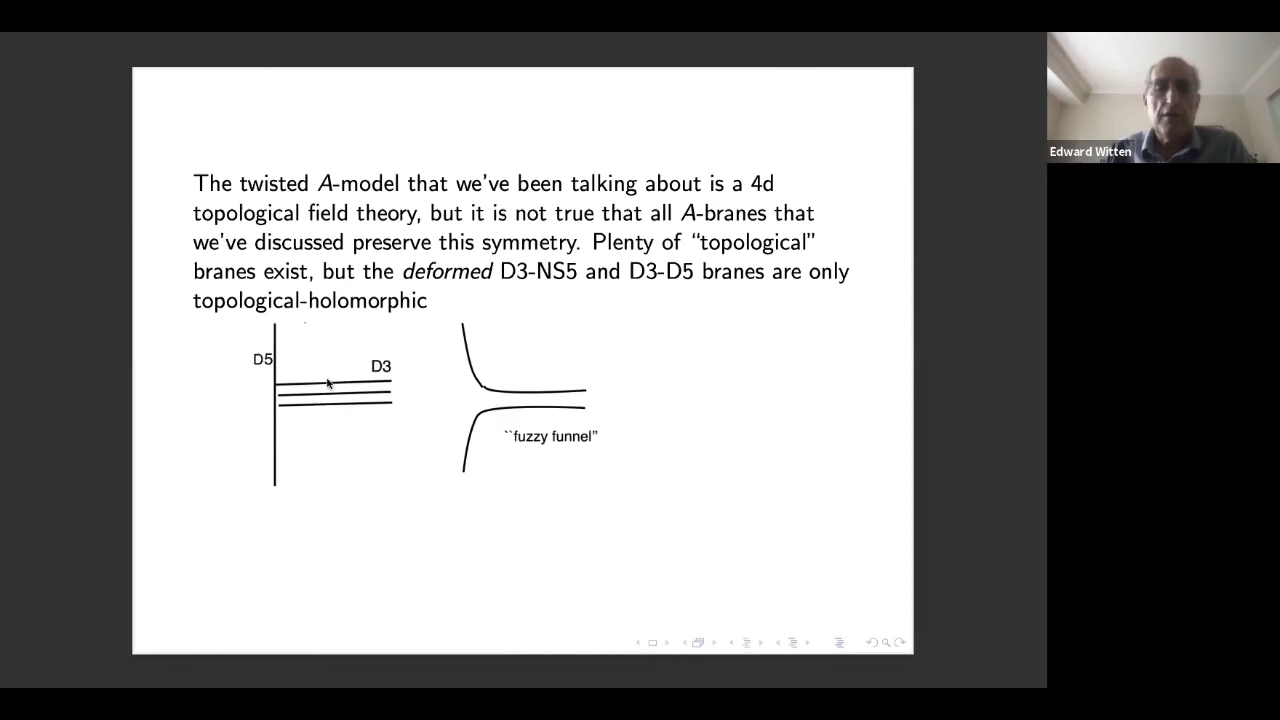 The twisted A-model that we've been talking about is a 4d
topological field theory, but it is not true that all A-branes that
we've discussed preserve this symmetry. Plenty of “topological”
branes exist, but the deformed D3-NS5 and D3-D5 branes are only
topological-holomorphic
D5
D3
``fuzzy funnel”
Edward Witten